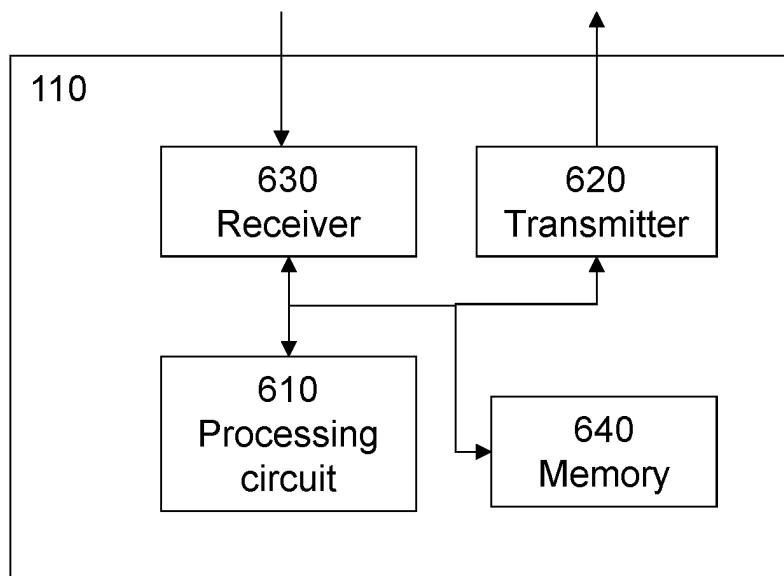 110
630
Receiver
620
Transmitter
610
Processing
circuit
640
Memory